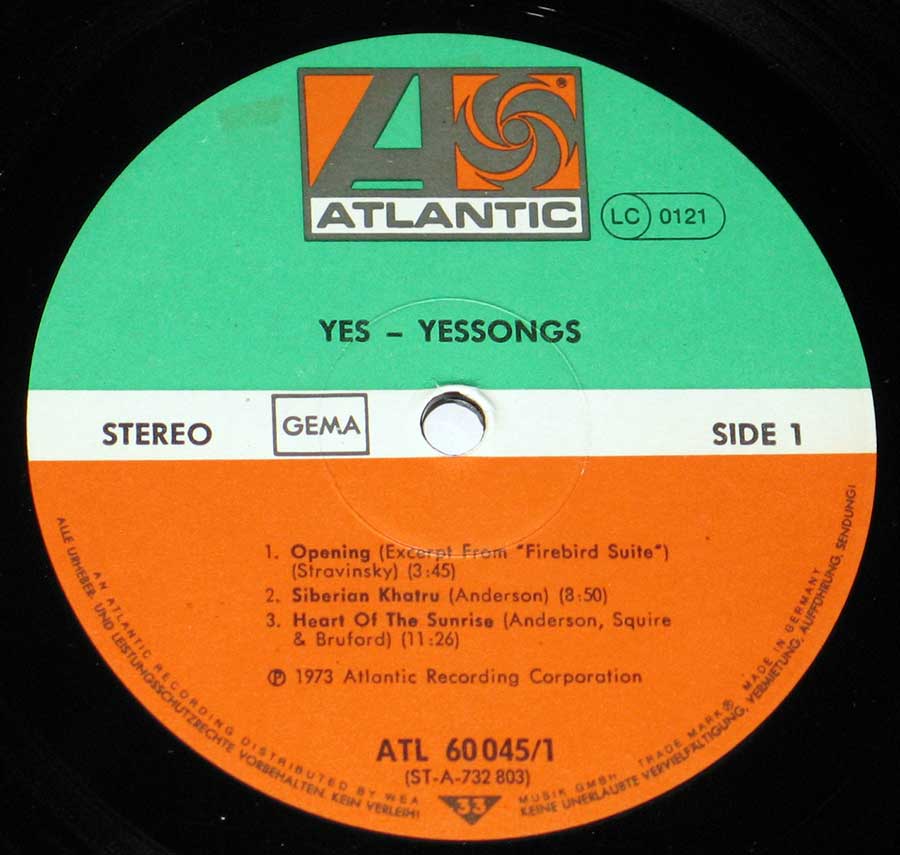 ®
ATLANTIC
LC 0121
YES – YESSONGS
STEREO
GEMA
SIDE 1
1. Opening (Excerpt From "Firebird Suite")
(Stravinsky) (3:45)
2. Siberian Khatru (Anderson) (8:50)
3. Heart Of The Sunrise (Anderson, Squire
& Bruford) (11:26)
℗ 1973 Atlantic Recording Corporation
ATL 60045/1
(ST-A-732 803)
33
AN ATLANTIC RECORDING DISTRIBUTED BY WEA MUSIK GMBH TRADE MARK® MADE IN GERMANY
ALLE URHEBER- UND LEISTUNGSSCHUTZRECHTE VORBEHALTEN. KEIN VERLEIH! KEINE UNERLAUBTE VERVIELFÄLTIGUNG, VERMIETUNG, AUFFÜHRUNG, SENDUNG!